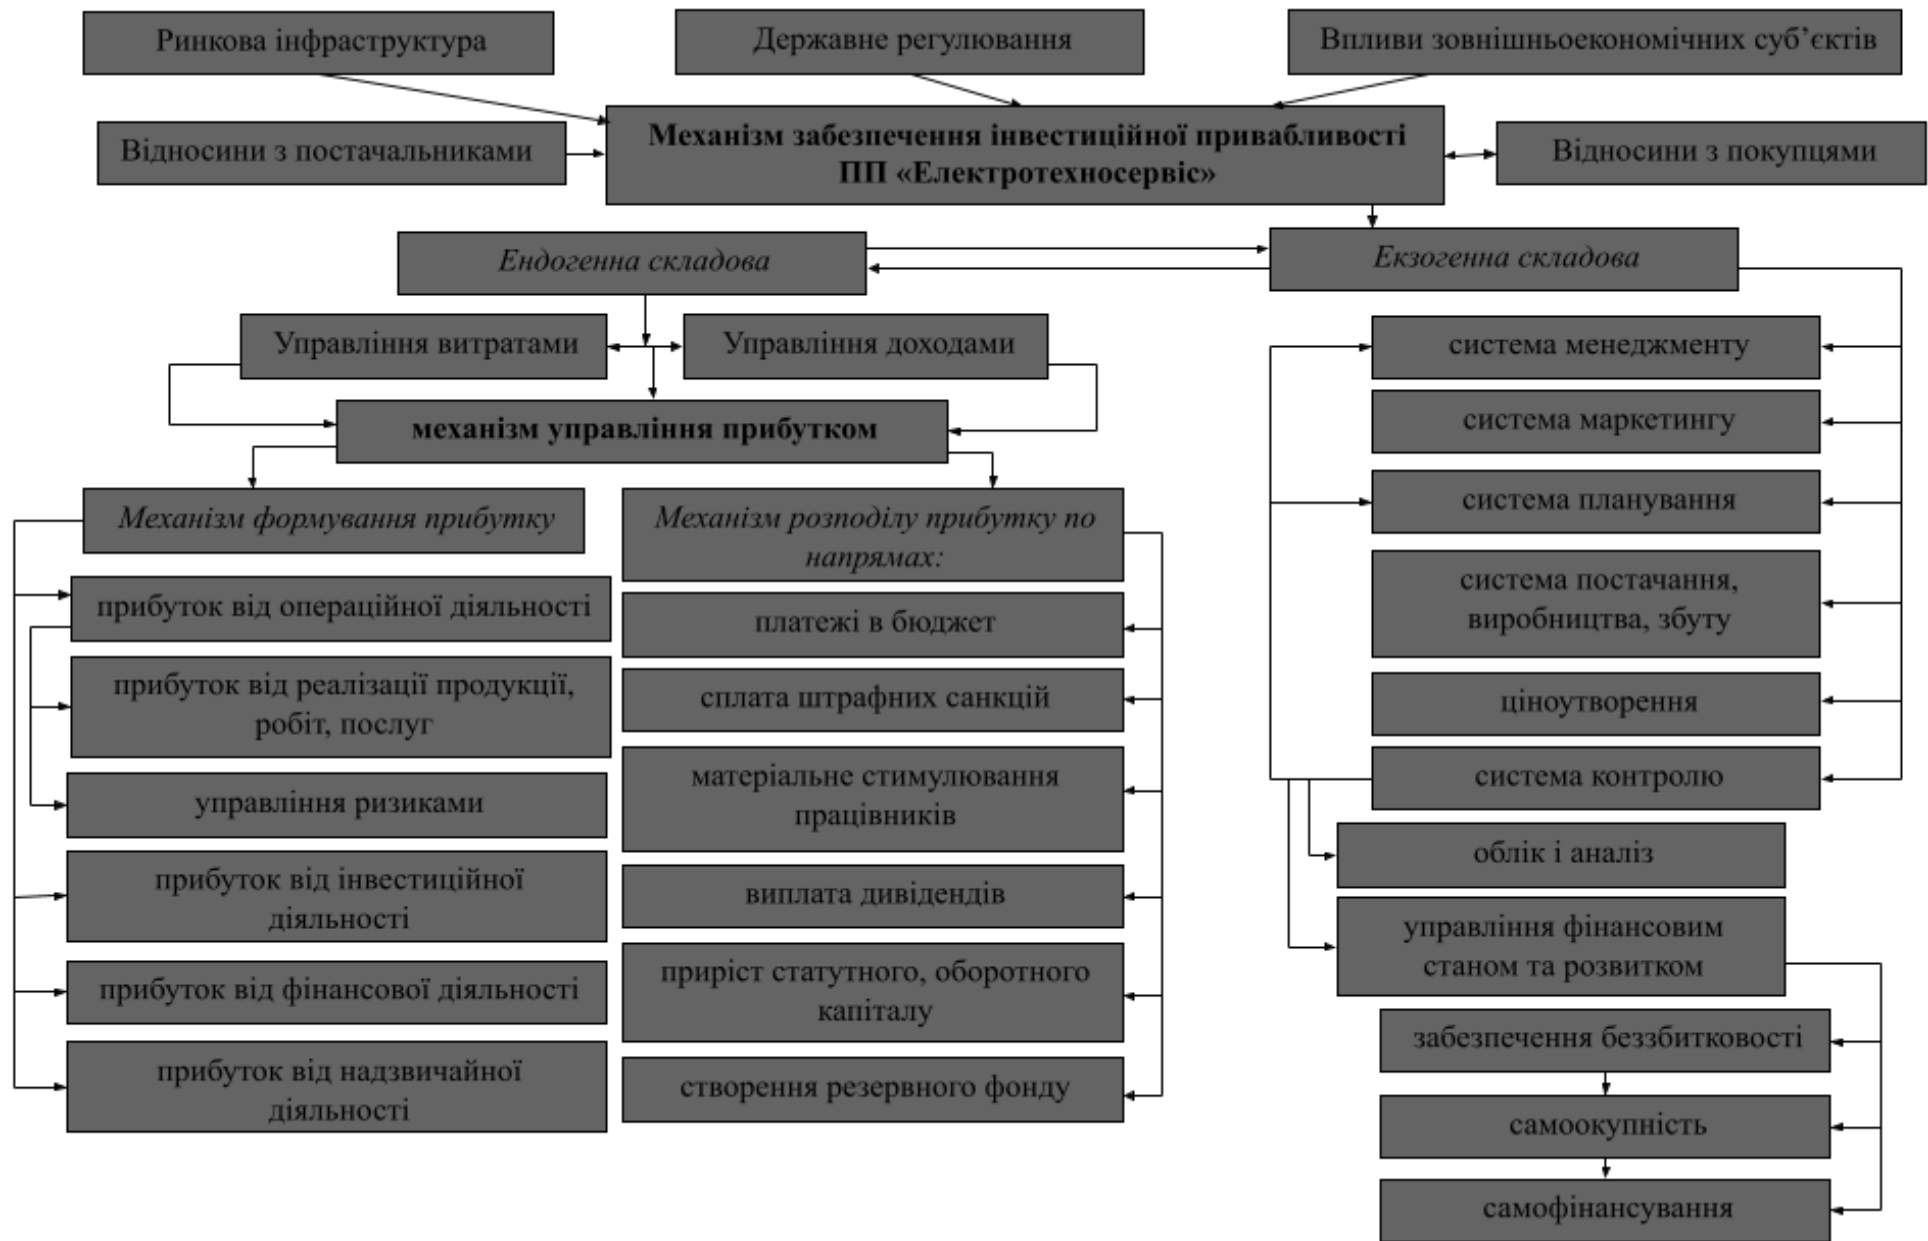 Ринкова інфраструктура
Державне регулювання
Впливи зовнішньоекономічних суб’єктів
Відносини з постачальниками
Механізм забезпечення інвестиційної привабливості
ПП «Електротехносервіс»
Відносини з покупцями
Ендогенна складова
Екзогенна складова
Управління витратами
Управління доходами
механізм управління прибутком
Механізм формування прибутку
прибуток від операційної діяльності
прибуток від реалізації продукції,
робіт, послуг
управління ризиками
прибуток від інвестиційної
діяльності
прибуток від фінансової діяльності
прибуток від надзвичайної
діяльності
Механізм розподілу прибутку по
напрямах:
платежі в бюджет
сплата штрафних санкцій
матеріальне стимулювання
працівників
виплата дивідендів
приріст статутного, оборотного
капіталу
створення резервного фонду
система менеджменту
система маркетингу
система планування
система постачання,
виробництва, збуту
ціноутворення
система контролю
облік і аналіз
управління фінансовим
станом та розвитком
забезпечення беззбитковості
самоокупність
самофінансування